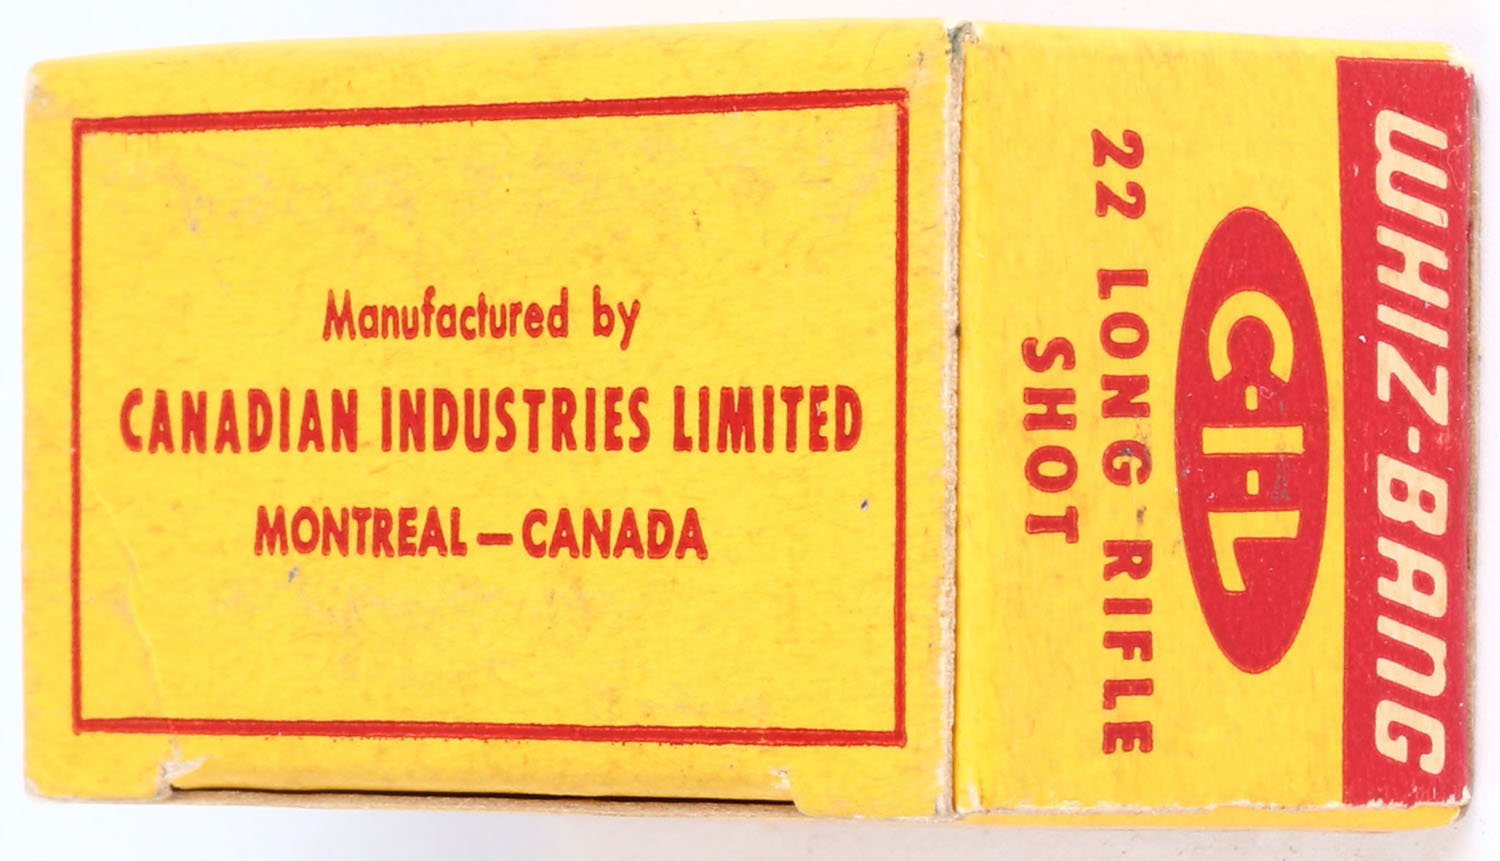 Manufactured by
CANADIAN INDUSTRIES LIMITED
MONTREAL — CANADA
WHIZ-BANG
C-I-L
22 LONG RIFLE
SHOT